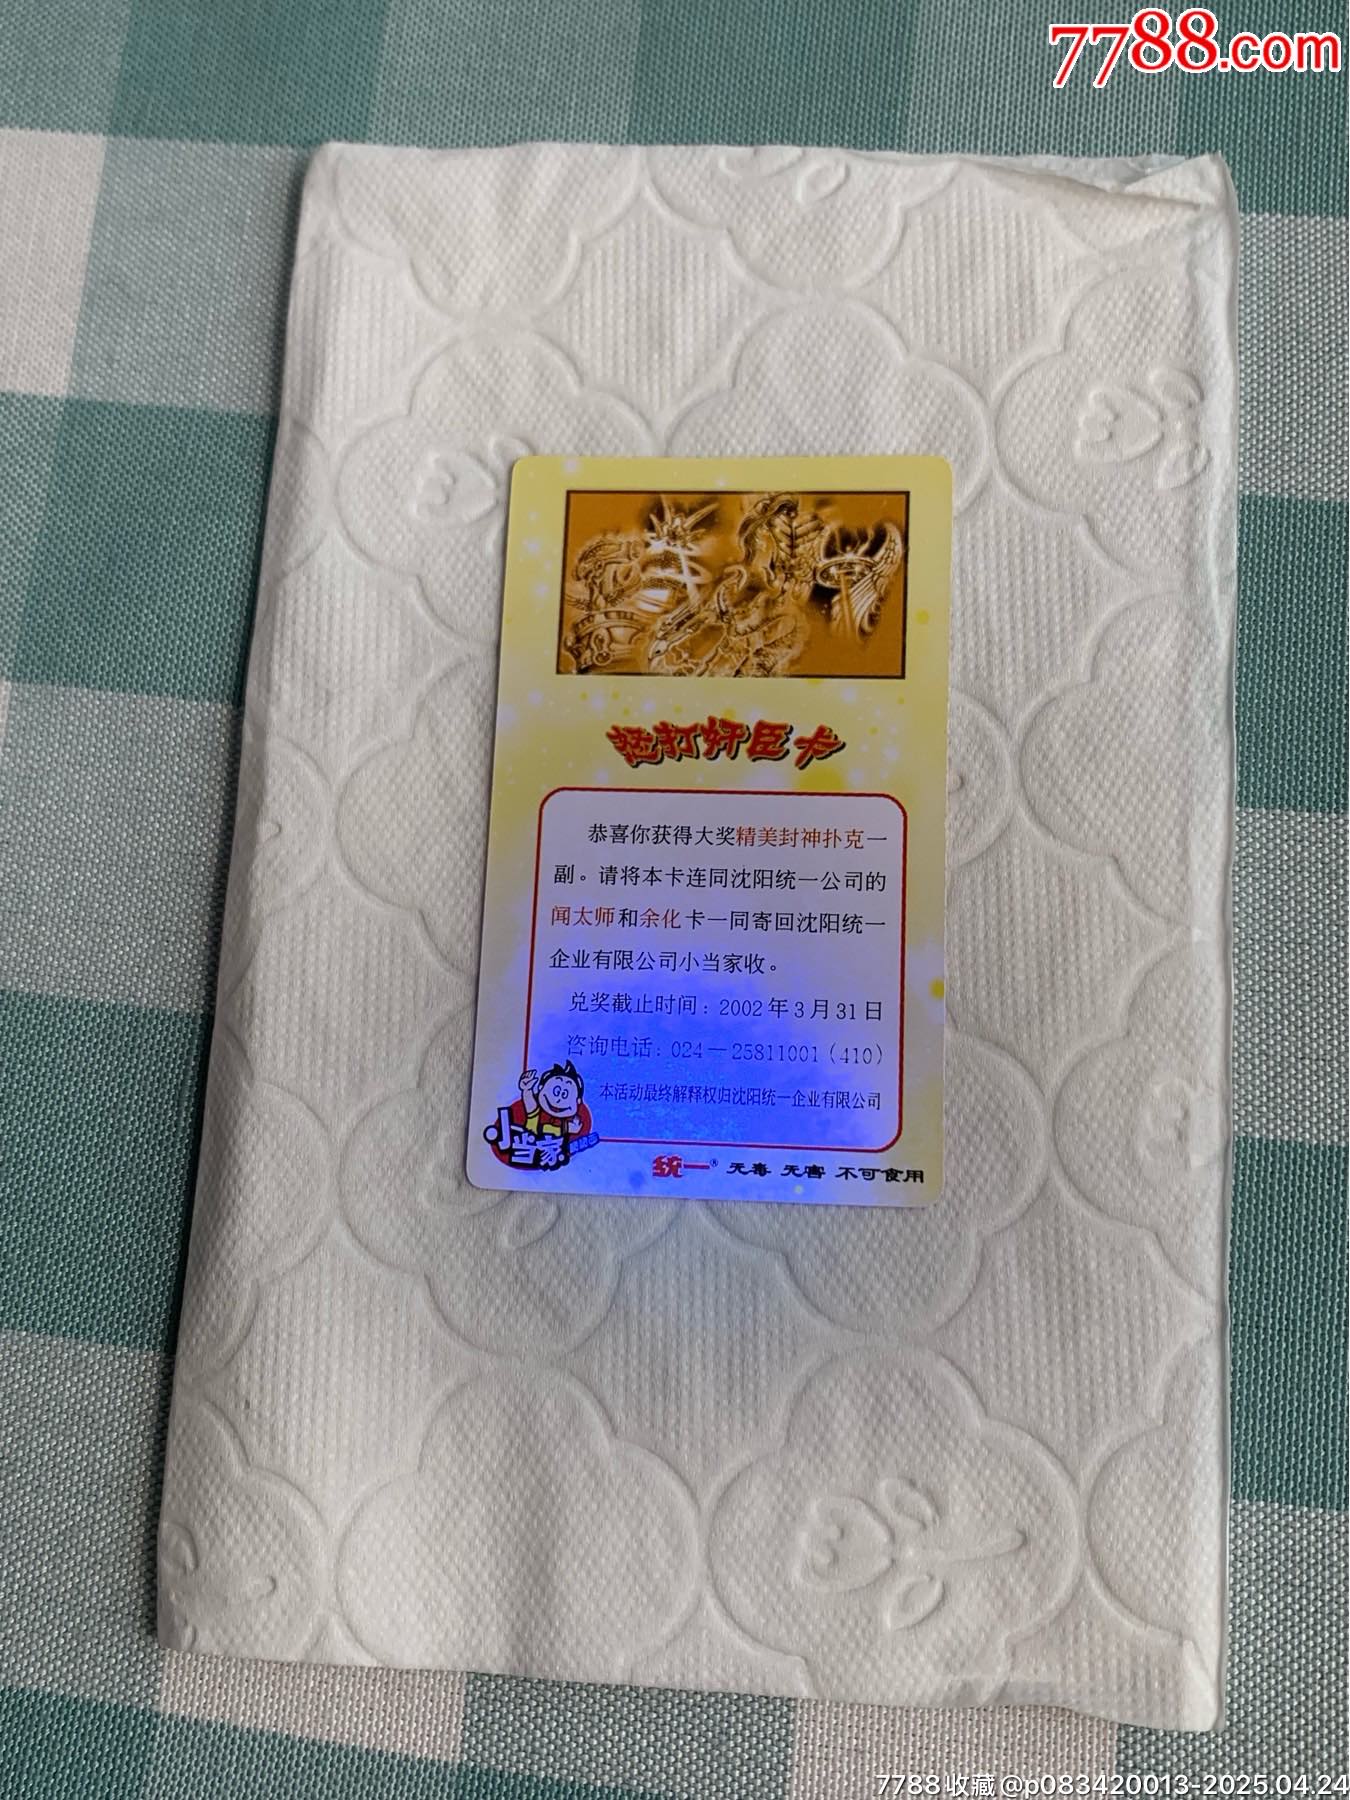 7788.com
猛打奸臣卡
恭喜你获得大奖精美封神扑克一
副。请将本卡连同沈阳统一公司的
闻太师和余化卡一同寄回沈阳统一
企业有限公司小当家收。
兑奖截止时间：2002年3月31日
咨询电话：024－25811001（410）
本活动最终解释权归沈阳统一企业有限公司
小当家
统一® 无毒 无害 不可食用
7788收藏@p083420013-2025.04.24